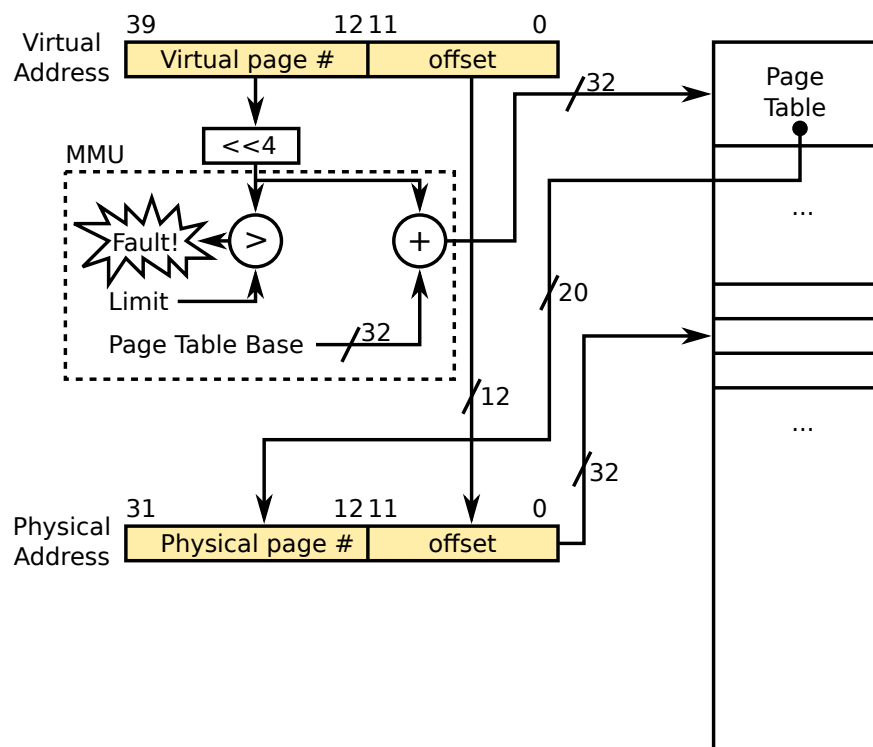 39 12 11 0
Virtual
Address
Virtual page #
offset
32
Page
Table
<<4
MMU
...
Fault!
>
+
Limit
20
Page Table Base
32
12
...
32
31 12 11 0
Physical
Address
Physical page #
offset